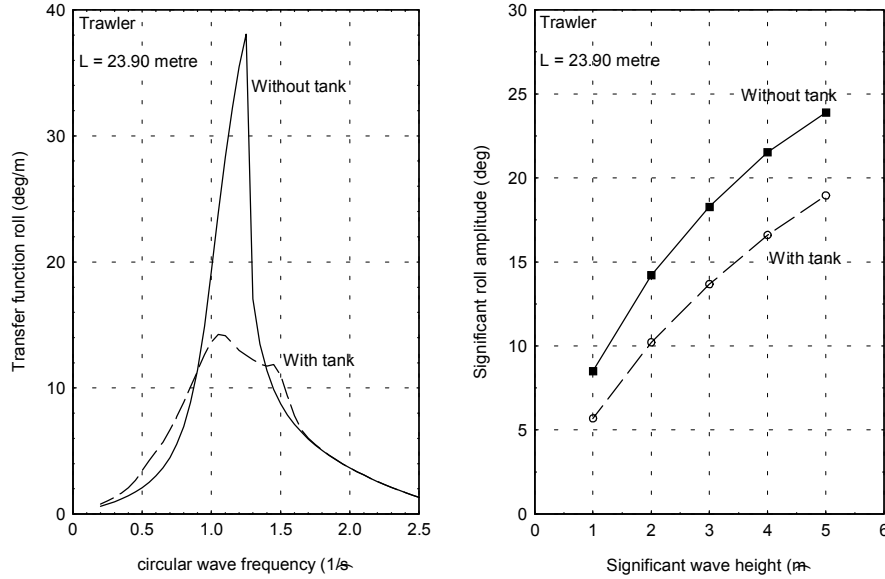 Trawler
L = 23.90 metre
Without tank
With tank
Transfer function roll (deg/m)
40
30
20
10
0
0 0.5 1.0 1.5 2.0 2.5
circular wave frequency (1/s
Trawler
L = 23.90 metre
Without tank
With tank
Significant roll amplitude (deg)
30
25
20
15
10
5
0
0 1 2 3 4 5 6
Significant wave height (m